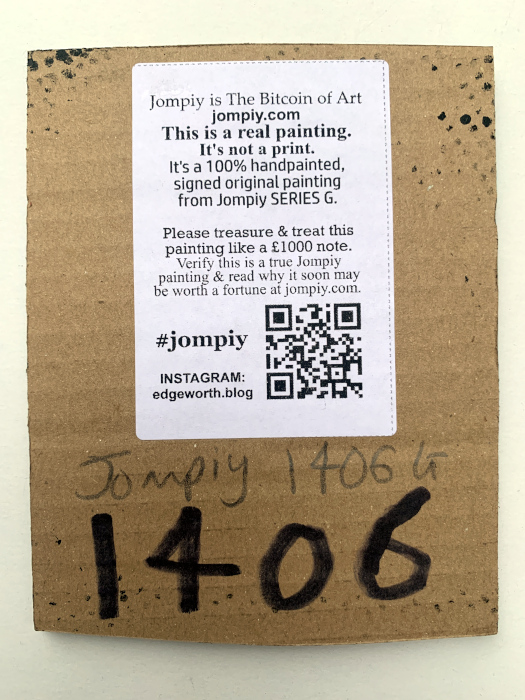 Jompiy is The Bitcoin of Art
jompiy.com
This is a real painting.
It's not a print.
It's a 100% handpainted,
signed original painting
from Jompiy SERIES G.
Please treasure & treat this
painting like a £1000 note.
Verify this is a true Jompiy
painting & read why it soon may
be worth a fortune at jompiy.com.
#jompiy
INSTAGRAM:
edgeworth.blog
Jompiy 1406 G
1406